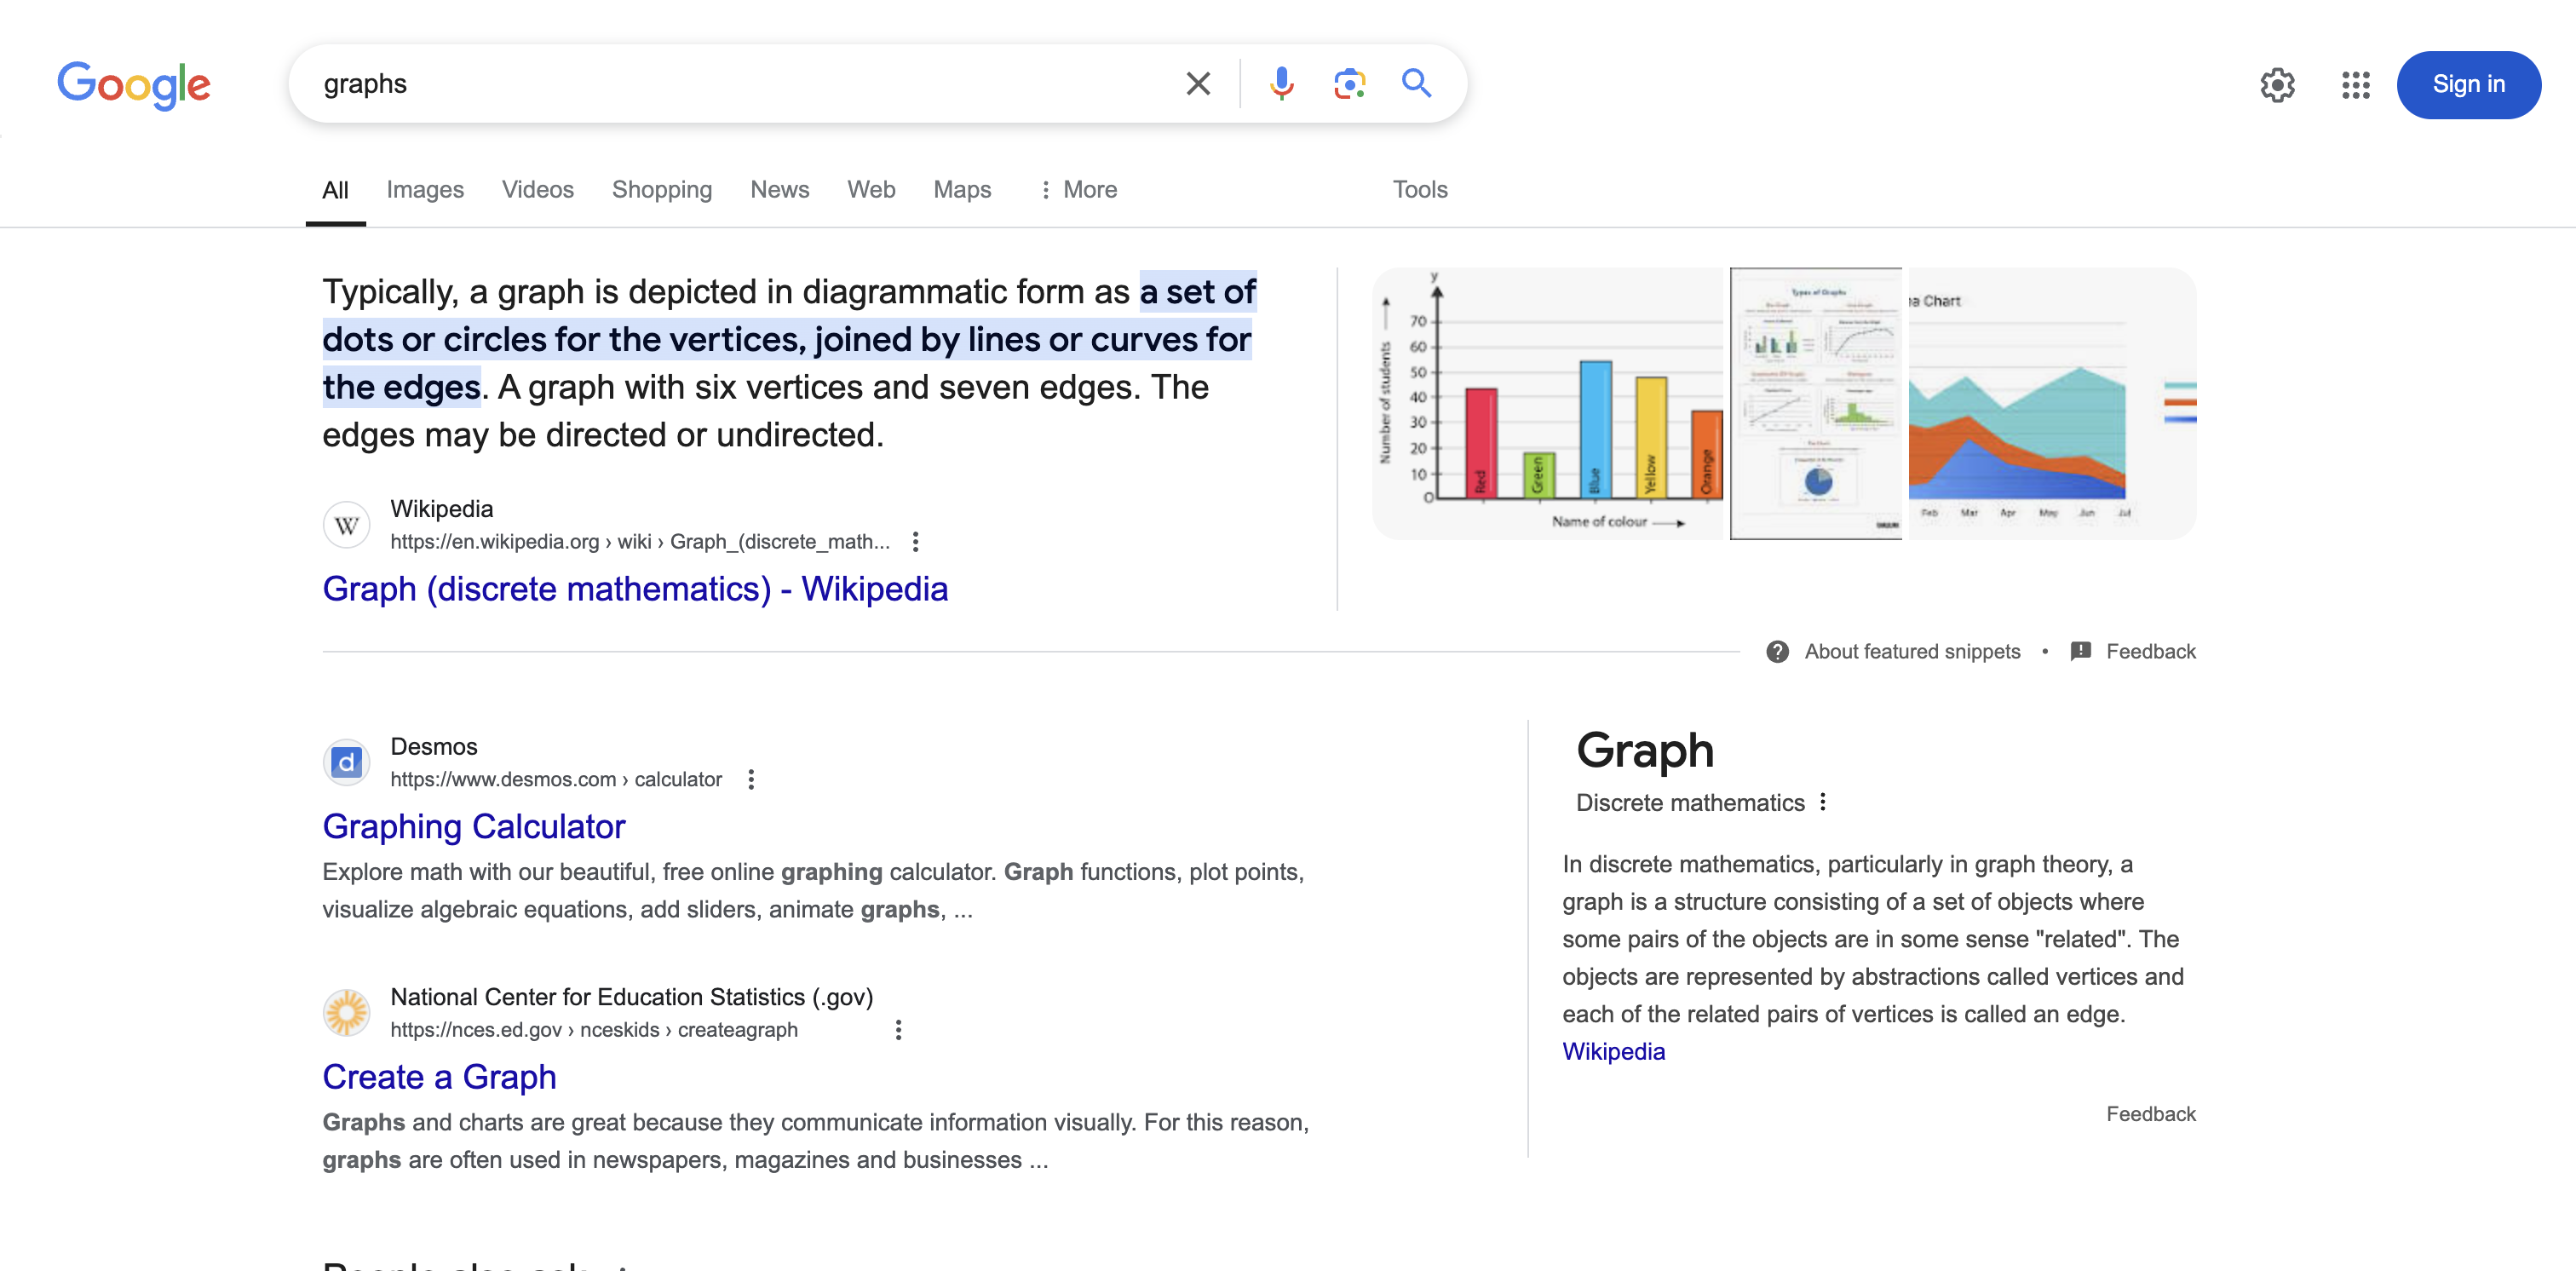 Google
graphs
Sign in
All
Images
Videos
Shopping
News
Web
Maps
More
Tools
Typically, a graph is depicted in diagrammatic form as a set of
dots or circles for the vertices, joined by lines or curves for
the edges. A graph with six vertices and seven edges. The
edges may be directed or undirected.
W
Wikipedia
https://en.wikipedia.org › wiki › Graph_(discrete_math...
Graph (discrete mathematics) - Wikipedia
y
Number of students
70
60
50
40
30
20
10
0
Red
Green
Blue
Yellow
Orange
Name of colour
Types of Graphs
ea Chart
Feb
Mar
Apr
May
Jun
Jul
About featured snippets • Feedback
d
Desmos
https://www.desmos.com › calculator
Graphing Calculator
Explore math with our beautiful, free online graphing calculator. Graph functions, plot points,
visualize algebraic equations, add sliders, animate graphs, ...
National Center for Education Statistics (.gov)
https://nces.ed.gov › nceskids › createagraph
Create a Graph
Graphs and charts are great because they communicate information visually. For this reason,
graphs are often used in newspapers, magazines and businesses ...
Graph
Discrete mathematics
In discrete mathematics, particularly in graph theory, a
graph is a structure consisting of a set of objects where
some pairs of the objects are in some sense "related". The
objects are represented by abstractions called vertices and
each of the related pairs of vertices is called an edge.
Wikipedia
Feedback
People also ask